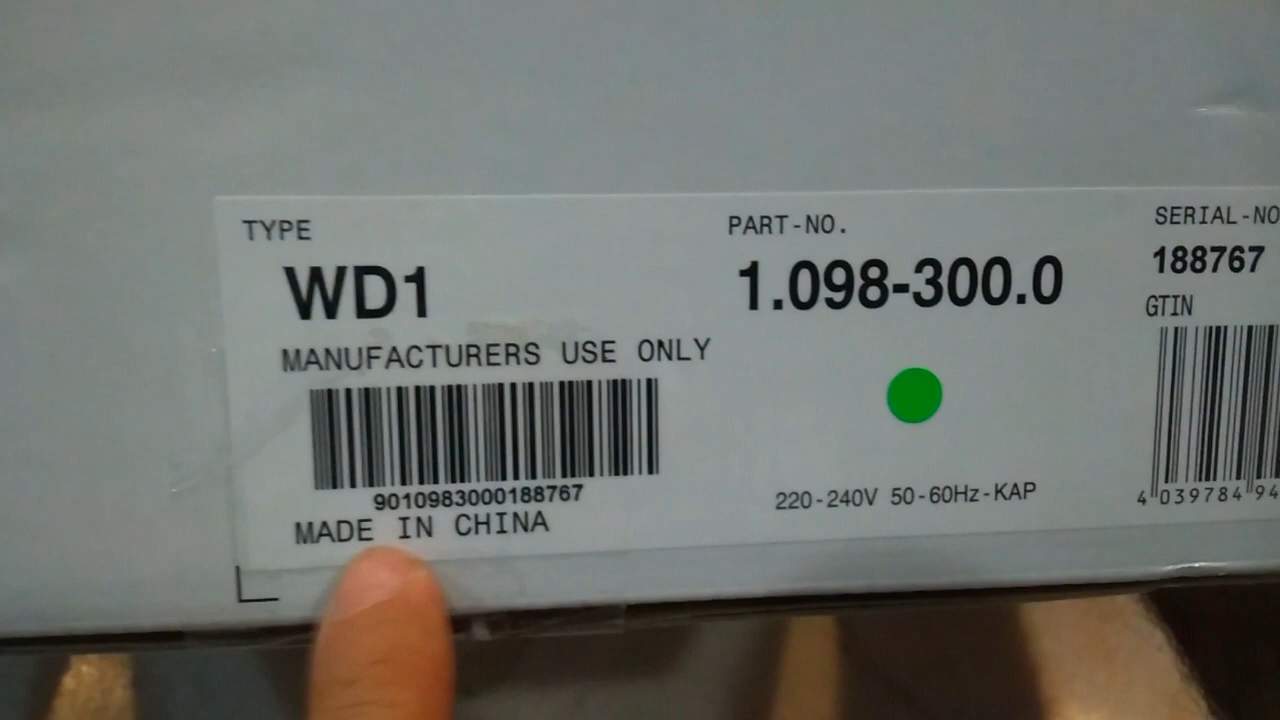 TYPE
WD1
MANUFACTURERS USE ONLY
9010983000188767
MADE IN CHINA
PART-NO.
1.098-300.0
220-240V 50-60Hz-KAP
SERIAL-NO
188767
GTIN
4 039784 94